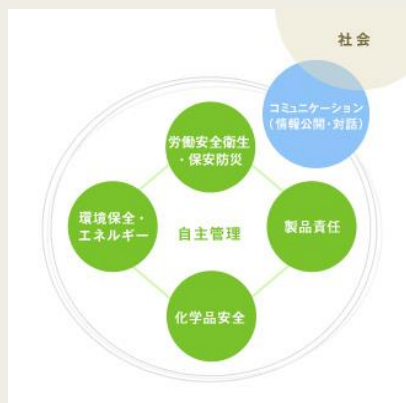 社会
コミュニケーション
（情報公開・対話）
労働安全衛生
・保安防災
環境保全・
エネルギー
自主管理
製品責任
化学品安全